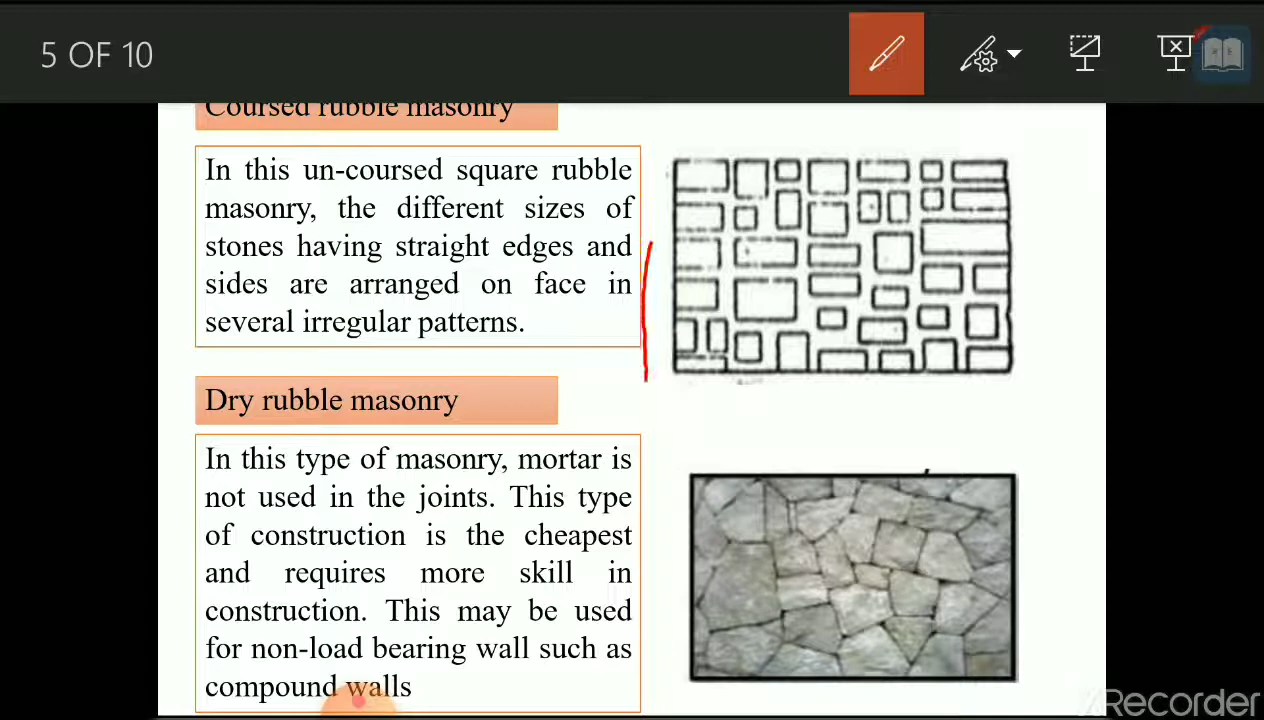 5 OF 10
Coursed rubble masonry
In this un-coursed square rubble
masonry, the different sizes of
stones having straight edges and
sides are arranged on face in
several irregular patterns.
Dry rubble masonry
In this type of masonry, mortar is
not used in the joints. This type
of construction is the cheapest
and requires more skill in
construction. This may be used
for non-load bearing wall such as
compound walls
XRecorder